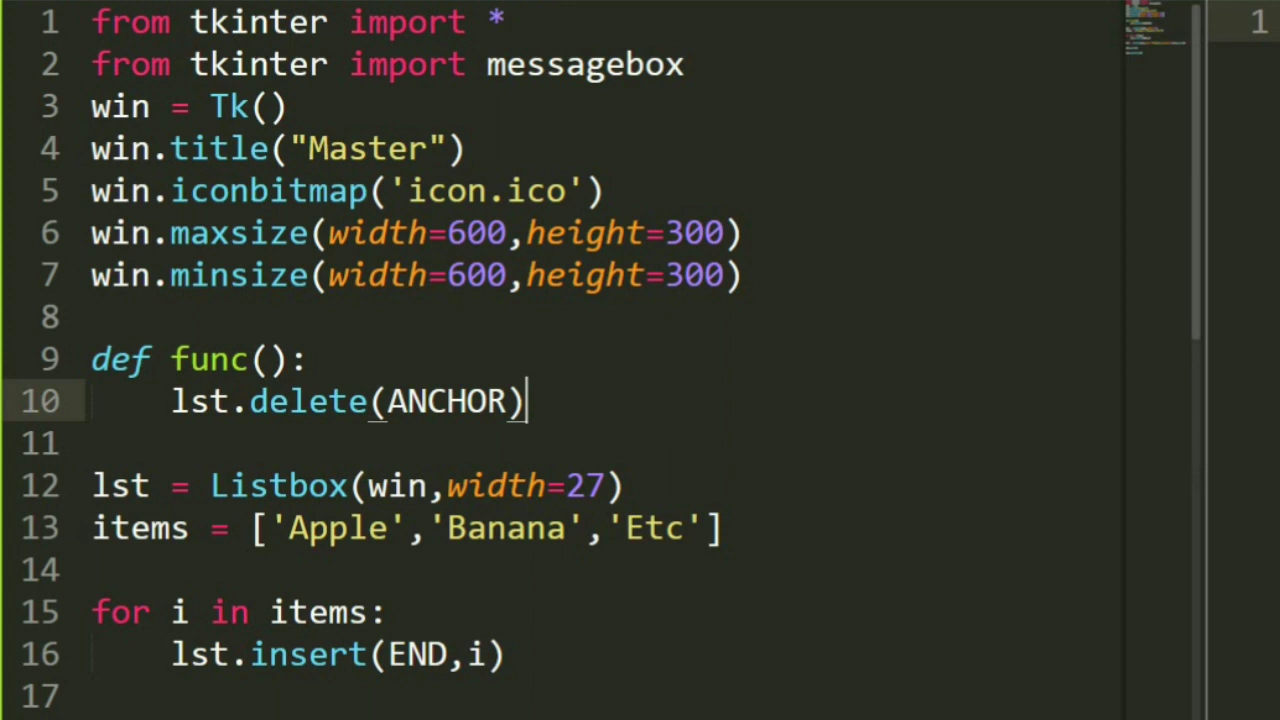 1 from tkinter import * 1
2 from tkinter import messagebox
3 win = Tk()
4 win.title("Master")
5 win.iconbitmap('icon.ico')
6 win.maxsize(width=600,height=300)
7 win.minsize(width=600,height=300)
8
9 def func():
10     lst.delete(ANCHOR)
11
12 lst = Listbox(win,width=27)
13 items = ['Apple','Banana','Etc']
14
15 for i in items:
16     lst.insert(END,i)
17